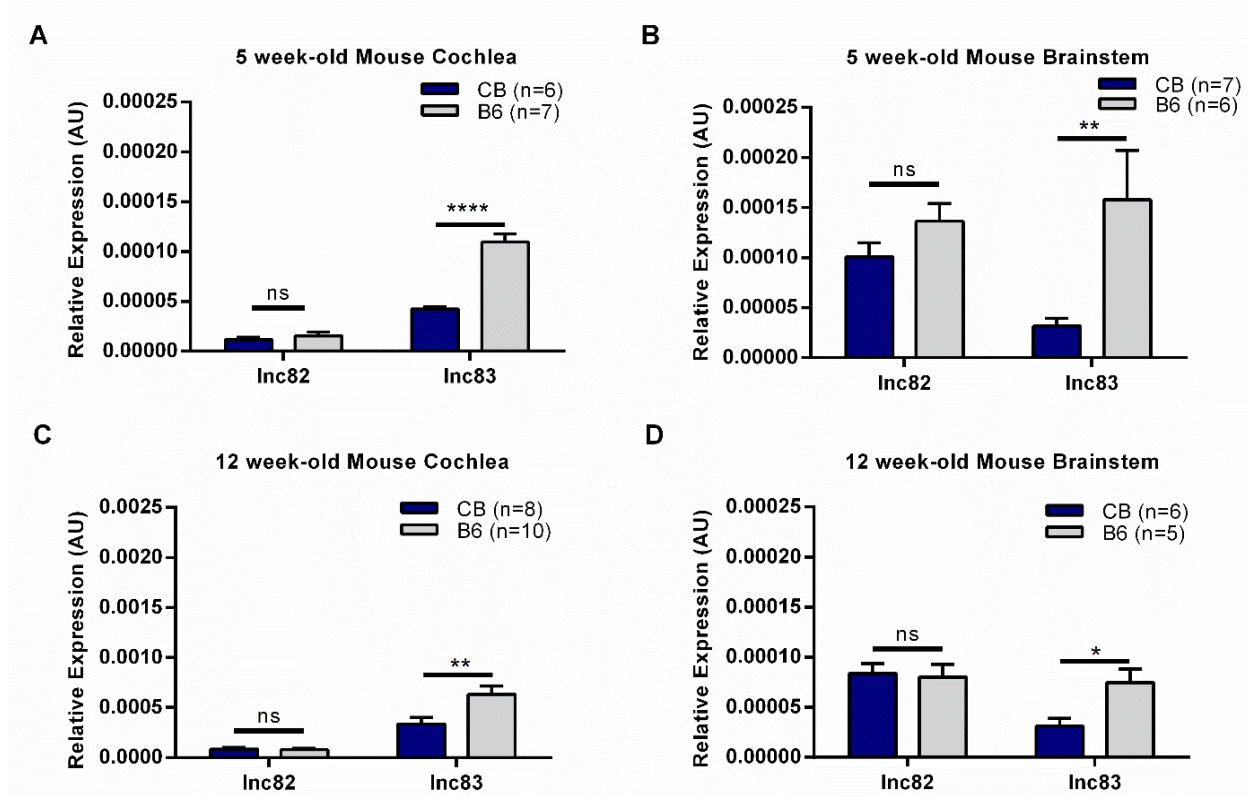 A
5 week-old Mouse Cochlea
CB (n=6)
B6 (n=7)
Relative Expression (AU)
0.00025
0.00020
0.00015
0.00010
0.00005
0.00000
ns
****
lnc82 lnc83
B
5 week-old Mouse Brainstem
CB (n=7)
B6 (n=6)
Relative Expression (AU)
0.00025
0.00020
0.00015
0.00010
0.00005
0.00000
ns
**
lnc82 lnc83
C
12 week-old Mouse Cochlea
CB (n=8)
B6 (n=10)
Relative Expression (AU)
0.0025
0.0020
0.0015
0.0010
0.0005
0.0000
ns
**
lnc82 lnc83
D
12 week-old Mouse Brainstem
CB (n=6)
B6 (n=5)
Relative Expression (AU)
0.00025
0.00020
0.00015
0.00010
0.00005
0.00000
ns
*
lnc82 lnc83